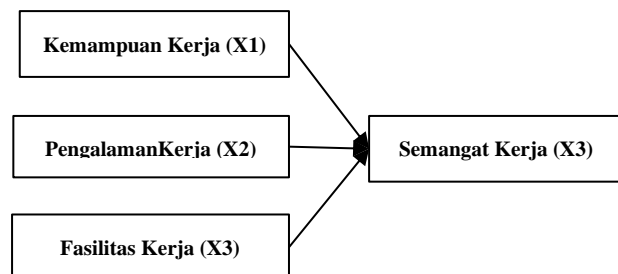 Kemampuan Kerja (X1)
PengalamanKerja (X2)
Semangat Kerja (X3)
Fasilitas Kerja (X3)